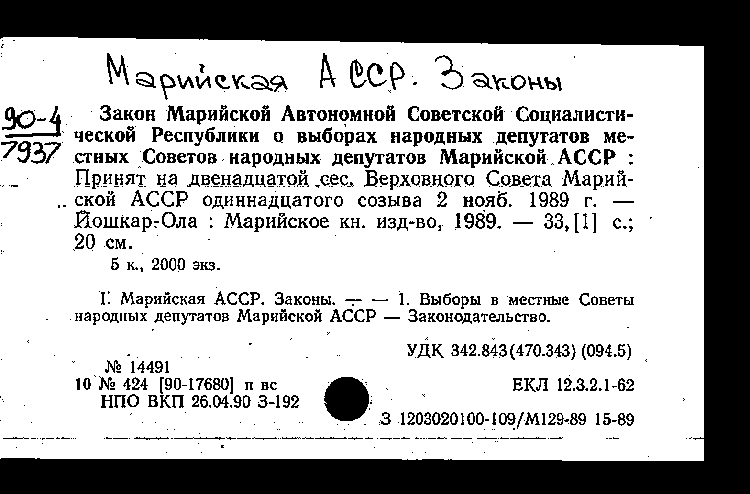 Марийская АССР. Законы
90-4
7937
Закон Марийской Автономной Советской Социалисти-
ческой Республики о выборах народных депутатов ме-
стных Советов народных депутатов Марийской АССР :
Принят на двенадцатой сес. Верховного Совета Марий-
ской АССР одиннадцатого созыва 2 нояб. 1989 г. —
Йошкар-Ола : Марийское кн. изд-во, 1989. — 33, [1] с.;
20 см.
5 к., 2000 экз.
I. Марийская АССР. Законы. — — 1. Выборы в местные Советы
народных депутатов Марийской АССР — Законодательство.
УДК 342.843(470.343) (094.5)
№ 14491
10 № 424 [90-17680] п вс
ЕКЛ 12.3.2.1-62
НПО ВКП 26.04.90 З-192
З 1203020100-109/М129-89 15-89